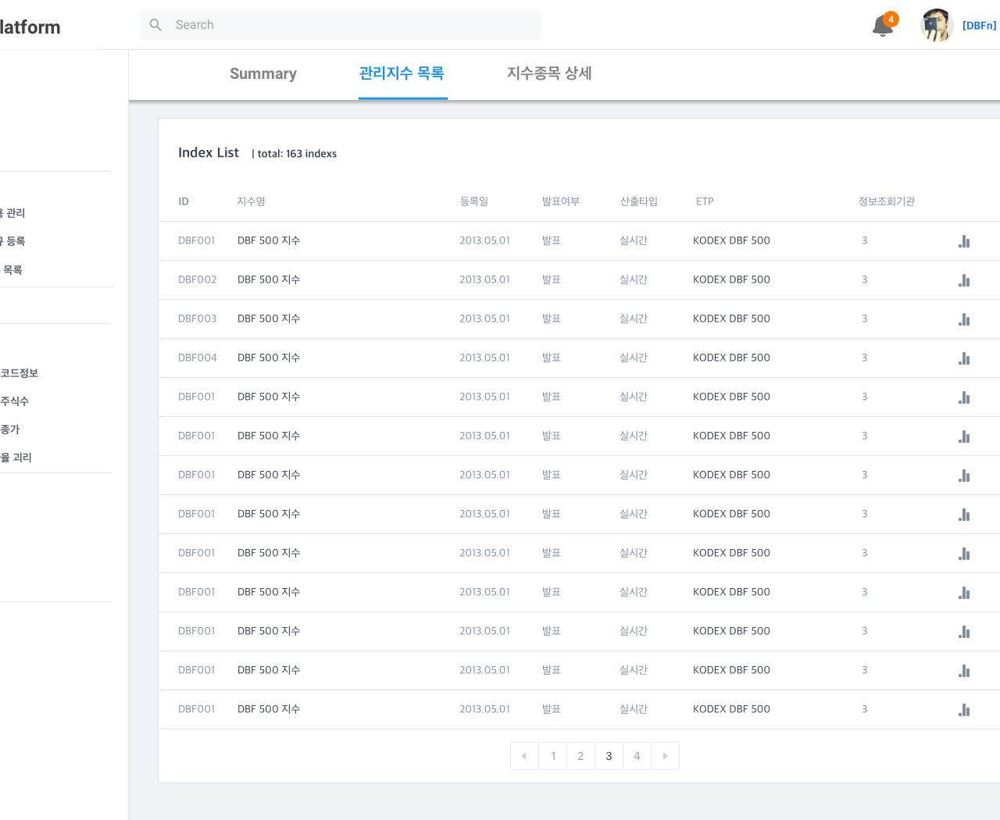 latform
Search
4
[DBFn]
Summary
관리지수 목록
지수종목 상세
관리
등록
목록
코드정보
주식수
종가
율 괴리
Index List | total: 163 indexs
ID 지수명 등록일 발표여부 산출타입 ETP 정보조회기관
DBF001 DBF 500 지수 2013.05.01 발표 실시간 KODEX DBF 500 3
DBF002 DBF 500 지수 2013.05.01 발표 실시간 KODEX DBF 500 3
DBF003 DBF 500 지수 2013.05.01 발표 실시간 KODEX DBF 500 3
DBF004 DBF 500 지수 2013.05.01 발표 실시간 KODEX DBF 500 3
DBF001 DBF 500 지수 2013.05.01 발표 실시간 KODEX DBF 500 3
DBF001 DBF 500 지수 2013.05.01 발표 실시간 KODEX DBF 500 3
DBF001 DBF 500 지수 2013.05.01 발표 실시간 KODEX DBF 500 3
DBF001 DBF 500 지수 2013.05.01 발표 실시간 KODEX DBF 500 3
DBF001 DBF 500 지수 2013.05.01 발표 실시간 KODEX DBF 500 3
DBF001 DBF 500 지수 2013.05.01 발표 실시간 KODEX DBF 500 3
DBF001 DBF 500 지수 2013.05.01 발표 실시간 KODEX DBF 500 3
DBF001 DBF 500 지수 2013.05.01 발표 실시간 KODEX DBF 500 3
DBF001 DBF 500 지수 2013.05.01 발표 실시간 KODEX DBF 500 3
1 2 3 4